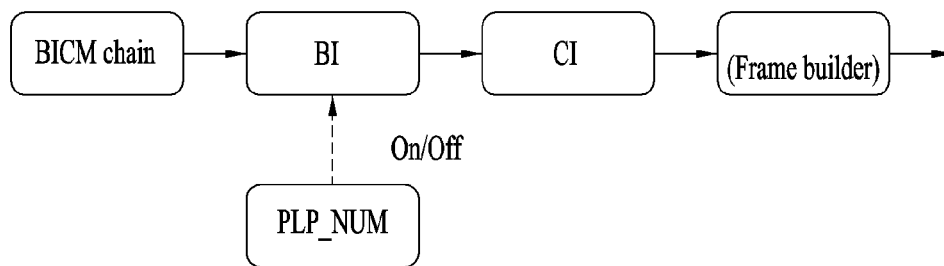 BICM chain
BI
CI
(Frame builder)
On/Off
PLP_NUM